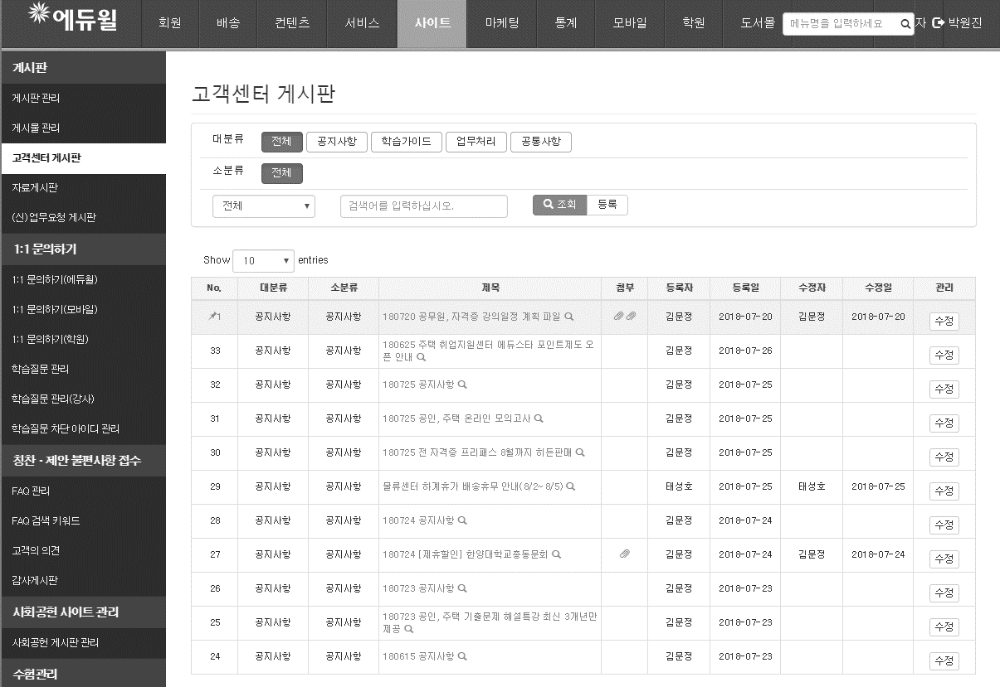 에듀윌 회원 배송 컨텐츠 서비스 사이트 마케팅 통계 모바일 학원 도서몰 메뉴명을 입력하세요 자 박원진
게시판
게시판 관리
게시물 관리
고객센터 게시판
자료게시판
(신)업무요청 게시판
1:1 문의하기
1:1 문의하기(에듀윌)
1:1 문의하기(모바일)
1:1 문의하기(학원)
학습질문 관리
학습질문 관리(강사)
학습질문 차단 아이디 관리
칭찬 - 제안 불편사항 접수
FAQ 관리
FAQ 검색 키워드
고객의 의견
감사게시판
사회공헌 사이트 관리
사회공헌 게시판 관리
수험관리
고객센터 게시판
대분류 전체 공지사항 학습가이드 업무처리 공통사항
소분류 전체
전체 검색어를 입력하십시오. 조회 등록
Show 10 entries
No. 대분류 소분류 제목 첨부 등록자 등록일 수정자 수정일 관리
1 공지사항 공지사항 180720 공무원, 자격증 강의일정 계획 파일 김문정 2018-07-20 김문정 2018-07-20 수정
33 공지사항 공지사항 180625 주택 취업지원센터 에듀스타 포인트제도 오
픈 안내 김문정 2018-07-26 수정
32 공지사항 공지사항 180725 공지사항 김문정 2018-07-25 수정
31 공지사항 공지사항 180725 공인, 주택 온라인 모의고사 김문정 2018-07-25 수정
30 공지사항 공지사항 180725 전 자격증 프리패스 8월까지 히든판매 김문정 2018-07-25 수정
29 공지사항 공지사항 물류센터 하계휴가 배송휴무 안내(8/2~8/5) 태성호 2018-07-25 태성호 2018-07-25 수정
28 공지사항 공지사항 180724 공지사항 김문정 2018-07-24 수정
27 공지사항 공지사항 180724 [제휴할인] 한양대학교총동문회 김문정 2018-07-24 김문정 2018-07-24 수정
26 공지사항 공지사항 180723 공지사항 김문정 2018-07-23 수정
25 공지사항 공지사항 180723 공인, 주택 기출문제 해설특강 최신 3개년만
제공 김문정 2018-07-23 수정
24 공지사항 공지사항 180615 공지사항 김문정 2018-07-23 수정